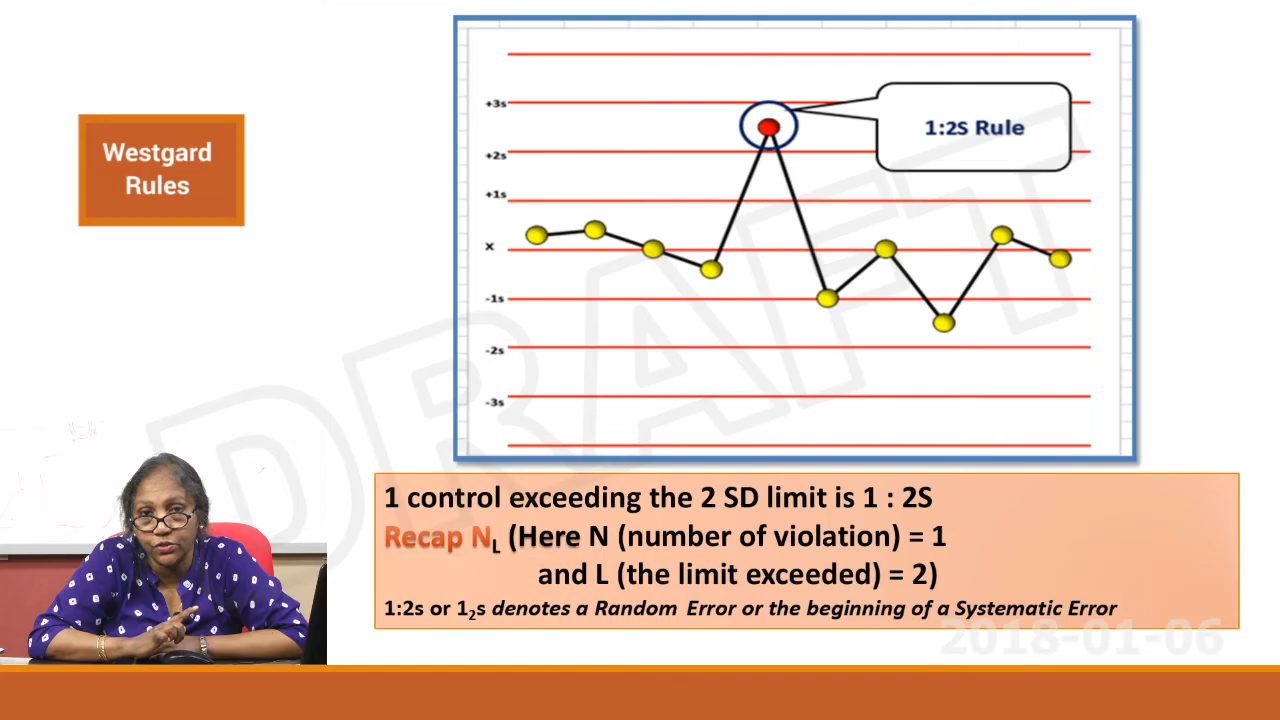 Westgard
Rules
+3s
+2s
+1s
x
-1s
-2s
-3s
1:2S Rule
DRAFT
1 control exceeding the 2 SD limit is 1 : 2S
Recap NL (Here N (number of violation) = 1
and L (the limit exceeded) = 2)
1:2s or 12s denotes a Random Error or the beginning of a Systematic Error
2018-01-06